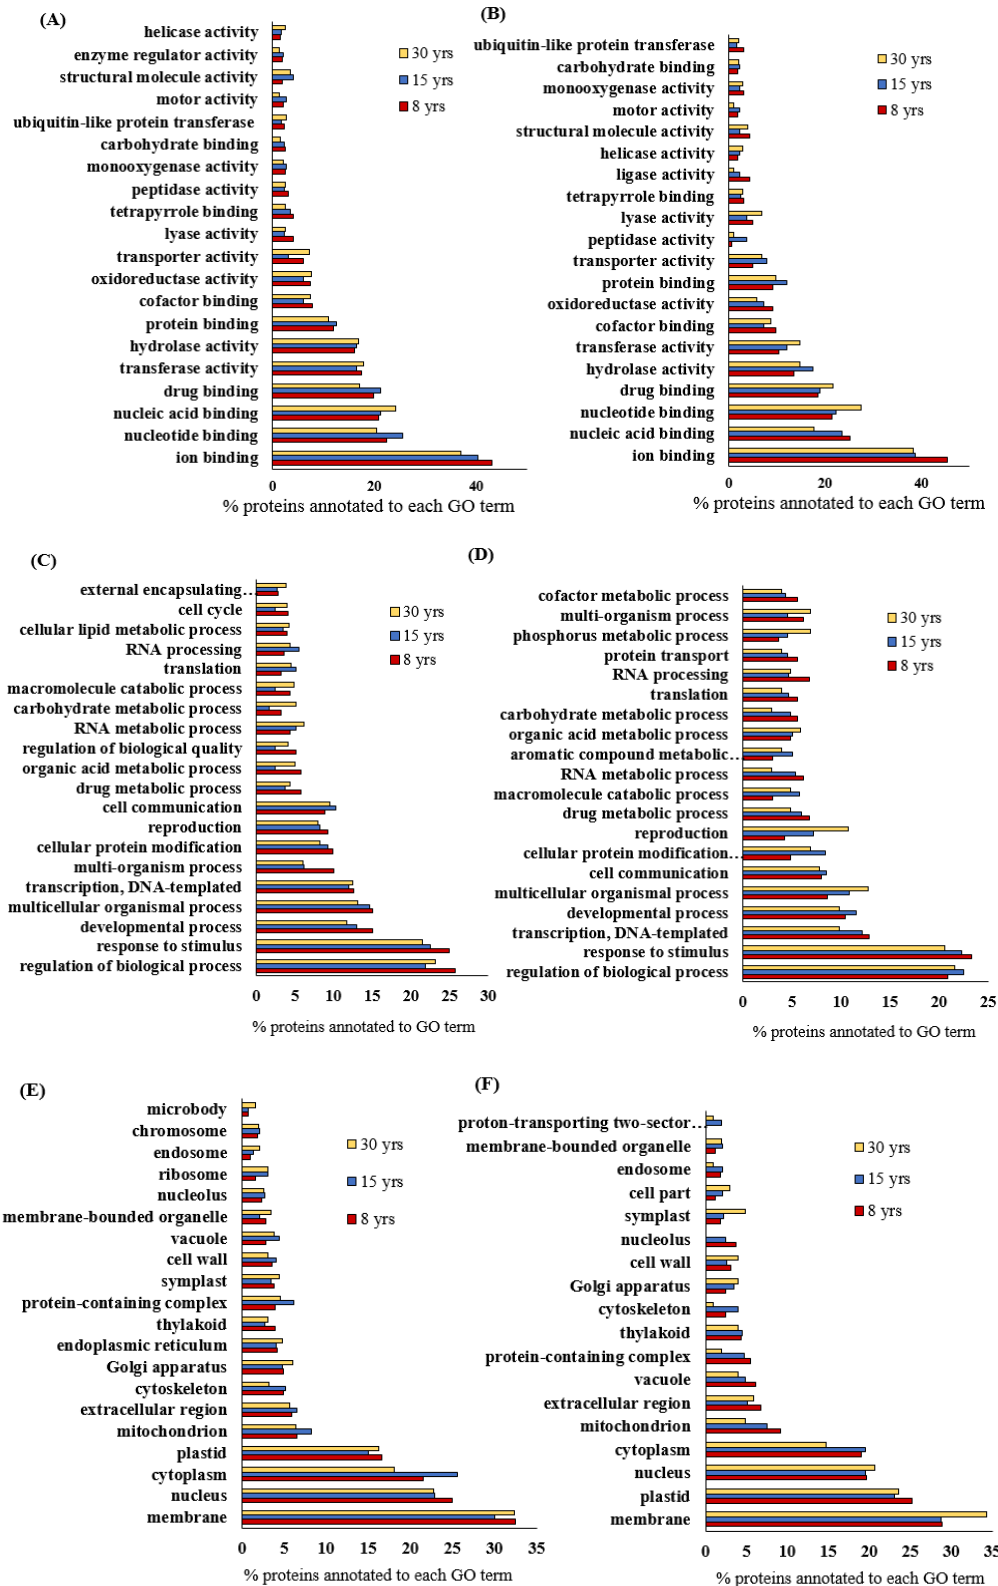 (A)
helicase activity
enzyme regulator activity
structural molecule activity
motor activity
ubiquitin-like protein transferase
carbohydrate binding
monooxygenase activity
peptidase activity
tetrapyrrole binding
lyase activity
transporter activity
oxidoreductase activity
cofactor binding
protein binding
hydrolase activity
transferase activity
drug binding
nucleic acid binding
nucleotide binding
ion binding
30 yrs
15 yrs
8 yrs
0 20 40
% proteins annotated to each GO term
(B)
ubiquitin-like protein transferase
carbohydrate binding
monooxygenase activity
motor activity
structural molecule activity
helicase activity
ligase activity
tetrapyrrole binding
lyase activity
peptidase activity
transporter activity
protein binding
oxidoreductase activity
cofactor binding
transferase activity
hydrolase activity
drug binding
nucleotide binding
nucleic acid binding
ion binding
30 yrs
15 yrs
8 yrs
0 20 40
% proteins annotated to each GO term
(C)
external encapsulating...
cell cycle
cellular lipid metabolic process
RNA processing
translation
macromolecule catabolic process
carbohydrate metabolic process
RNA metabolic process
regulation of biological quality
organic acid metabolic process
drug metabolic process
cell communication
reproduction
cellular protein modification
multi-organism process
transcription, DNA-templated
multicellular organismal process
developmental process
response to stimulus
regulation of biological process
30 yrs
15 yrs
8 yrs
0 5 10 15 20 25 30
% proteins annotated to GO term
(D)
cofactor metabolic process
multi-organism process
phosphorus metabolic process
protein transport
RNA processing
translation
carbohydrate metabolic process
organic acid metabolic process
aromatic compound metabolic...
RNA metabolic process
macromolecule catabolic process
drug metabolic process
reproduction
cellular protein modification...
cell communication
multicellular organismal process
developmental process
transcription, DNA-templated
response to stimulus
regulation of biological process
30 yrs
15 yrs
8 yrs
0 5 10 15 20 25
% proteins annotated to GO term
(E)
microbody
chromosome
endosome
ribosome
nucleolus
membrane-bounded organelle
vacuole
cell wall
symplast
protein-containing complex
thylakoid
endoplasmic reticulum
Golgi apparatus
cytoskeleton
extracellular region
mitochondrion
plastid
cytoplasm
nucleus
membrane
30 yrs
15 yrs
8 yrs
0 5 10 15 20 25 30 35
% proteins annotated to each GO term
(F)
proton-transporting two-sector...
membrane-bounded organelle
endosome
cell part
symplast
nucleolus
cell wall
Golgi apparatus
cytoskeleton
thylakoid
protein-containing complex
vacuole
extracellular region
mitochondrion
cytoplasm
nucleus
plastid
membrane
30 yrs
15 yrs
8 yrs
0 5 10 15 20 25 30 35
% proteins annotated to each GO term